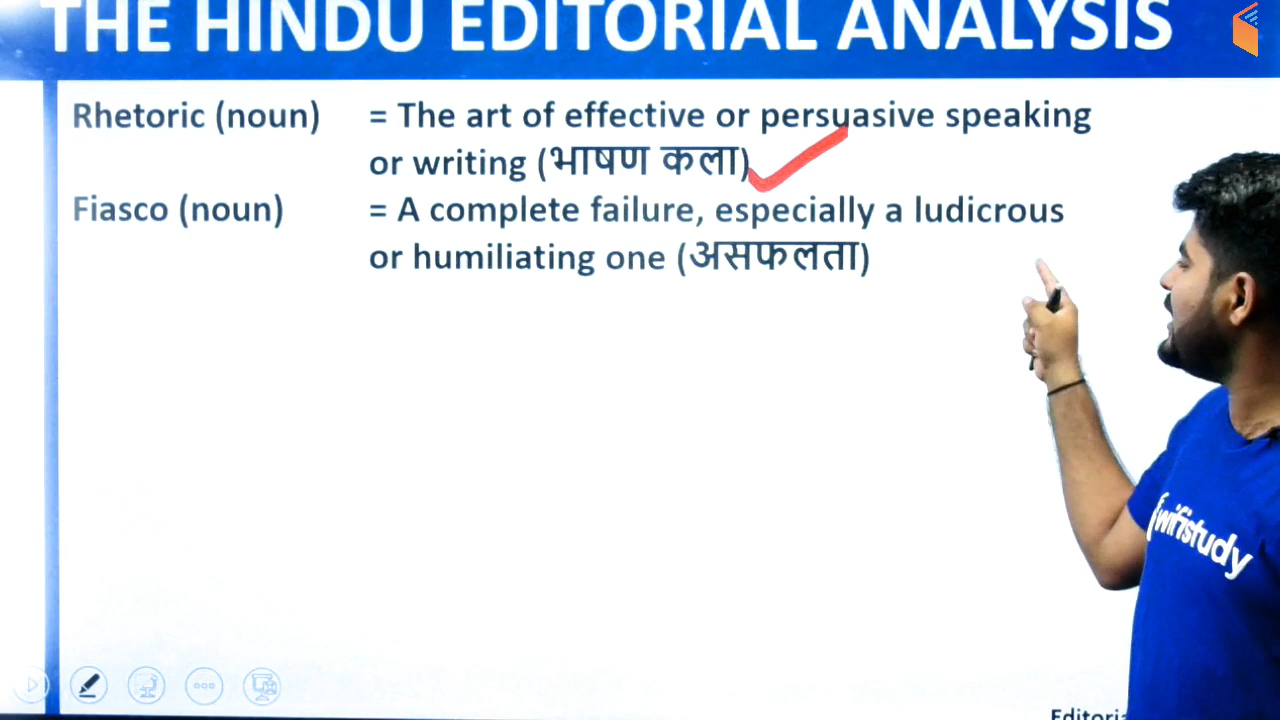 THE HINDU EDITORIAL ANALYSIS
Rhetoric (noun) = The art of effective or persuasive speaking
or writing (भाषण कला)
Fiasco (noun) = A complete failure, especially a ludicrous
or humiliating one (असफलता)
wifistudy